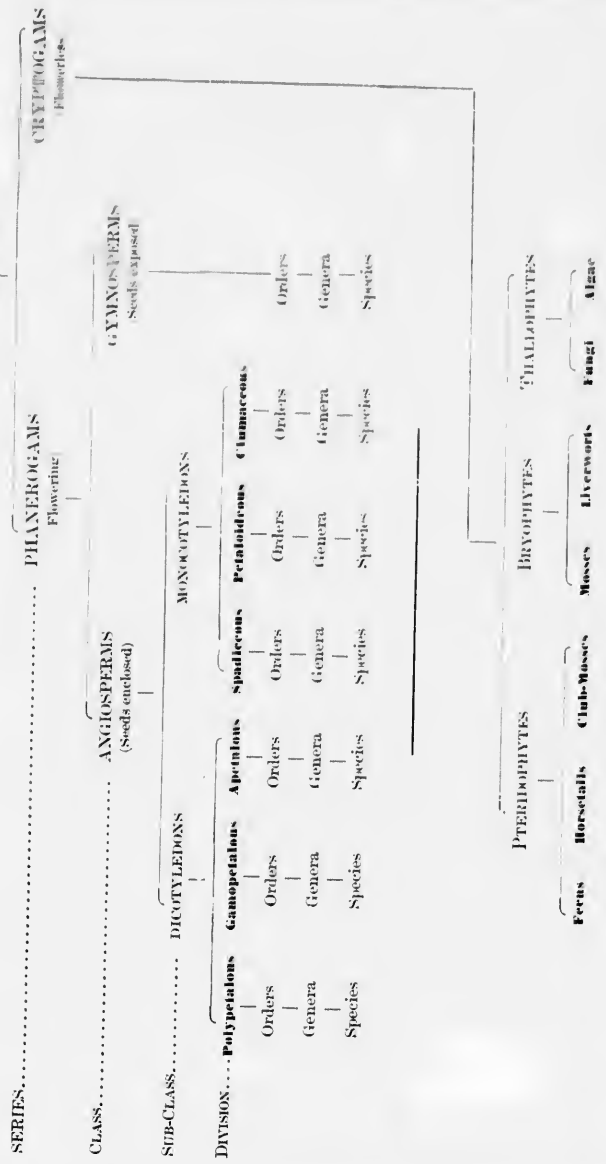 SERIES........................ PHANEROGAMS CRYPTOGAMS
Flowering (Flowerless
CLASS............... ANGIOSPERMS GYMNOSPERMS
(Seeds enclosed) Seeds exposed
SUB-CLASS.......... DICOTYLEDONS MONOCOTYLEDONS
DIVISION.... Polypetalous Gamopetalous Apetalous Spadiceous Petaloideous Glumaceous
Orders Orders Orders Orders Orders Orders Orders
Genera Genera Genera Genera Genera Genera Genera
Species Species Species Species Species Species Species
PTERIDOPHYTES BRYOPHYTES THALLOPHYTES
Ferns Horsetails Club-Mosses Mosses Liverworts Fungi Algae